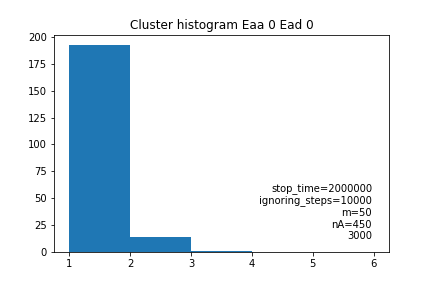 Cluster histogram Eaa 0 Ead 0
200
175
150
125
100
75
50
25
0
stop_time=2000000
ignoring_steps=10000
m=50
nA=450
3000
1 2 3 4 5 6